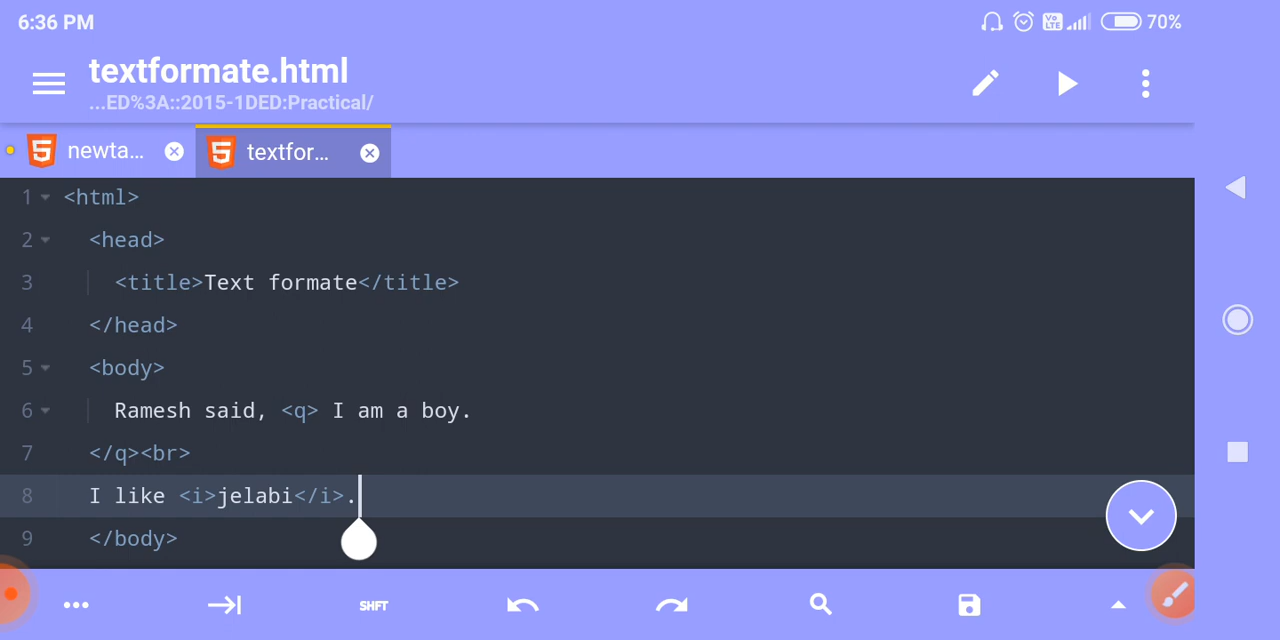 6:36 PM
Vo LTE
70%
textformate.html
...ED%3A::2015-1DED:Practical/
newta...
textfor...
1 <html>
2 <head>
3 <title>Text formate</title>
4 </head>
5 <body>
6 Ramesh said, <q> I am a boy.
7 </q><br>
8 I like <i>jelabi</i>.
9 </body>
SHFT